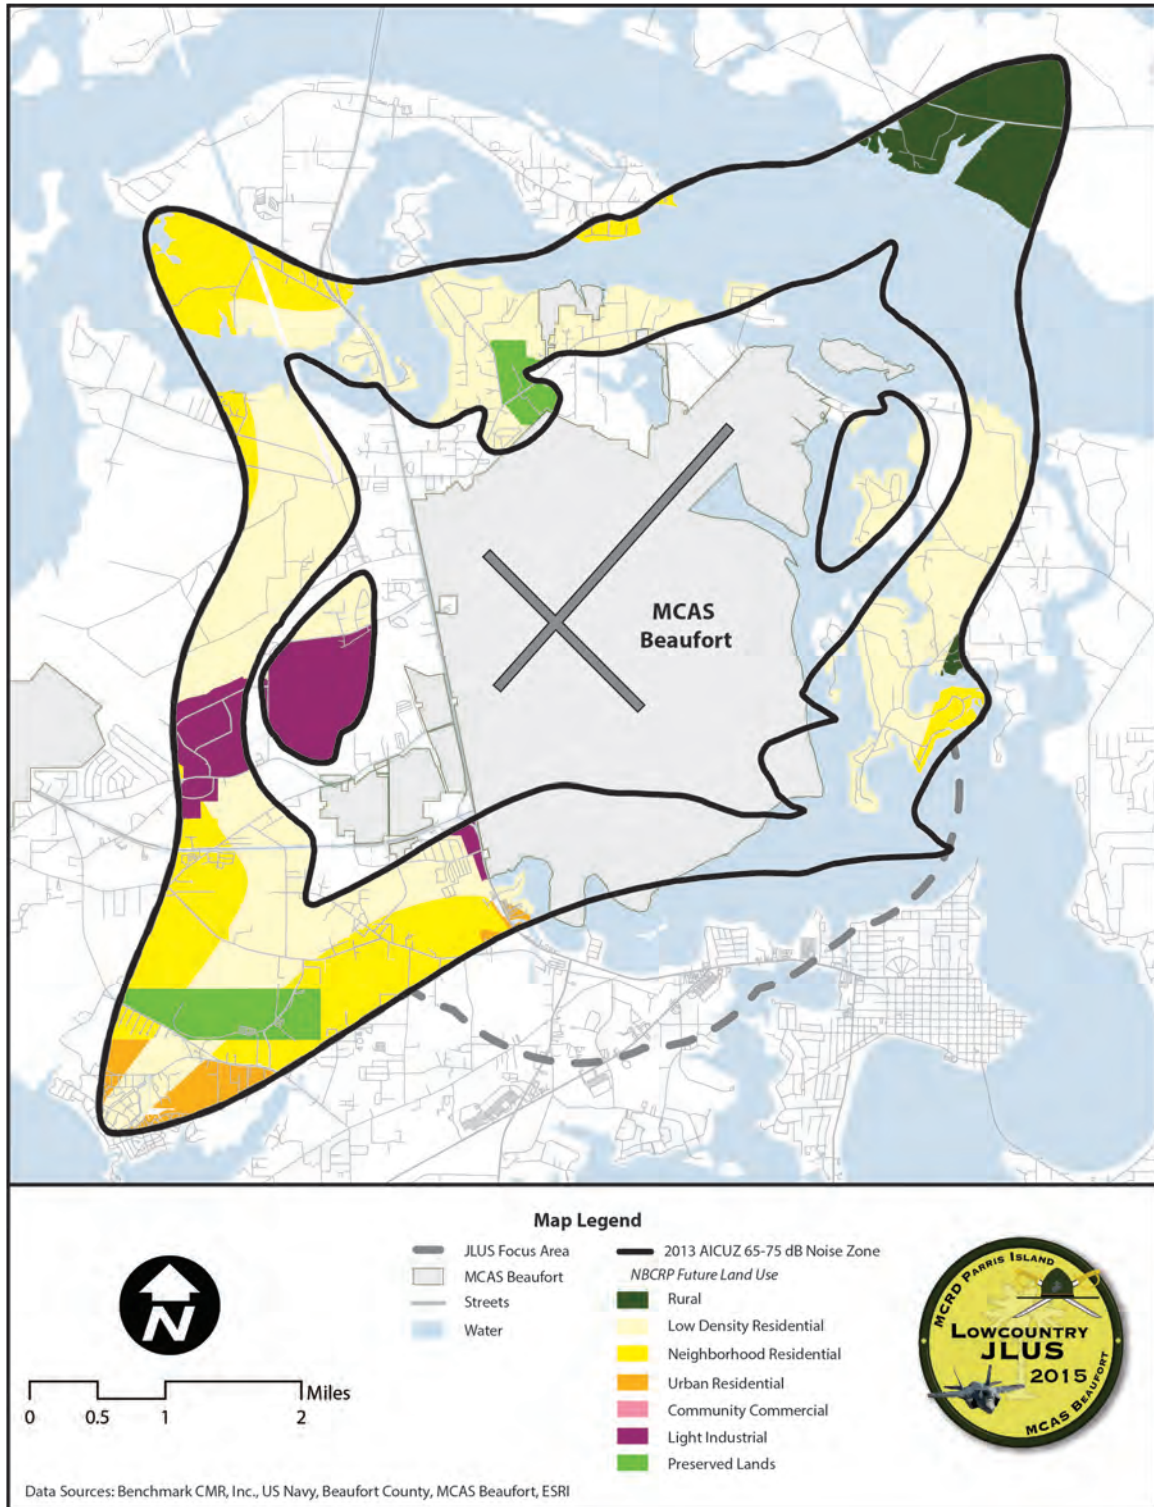 MCAS
Beaufort
Map Legend
JLUS Focus Area
MCAS Beaufort
Streets
Water
2013 AICUZ 65-75 dB Noise Zone
NBCRP Future Land Use
Rural
Low Density Residential
Neighborhood Residential
Urban Residential
Community Commercial
Light Industrial
Preserved Lands
N
Miles
0 0.5 1 2
MCRD PARRIS ISLAND
LOWCOUNTRY
JLUS
2015
MCAS BEAUFORT
Data Sources: Benchmark CMR, Inc., US Navy, Beaufort County, MCAS Beaufort, ESRI